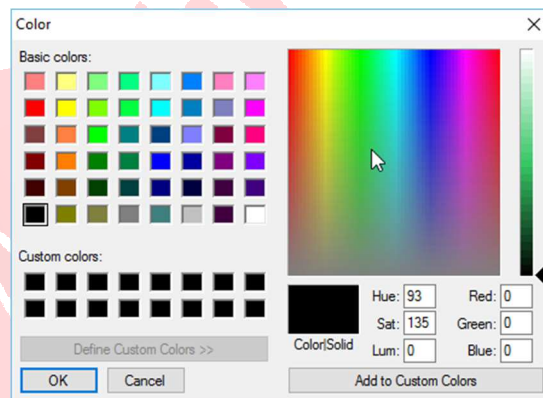 Color
Basic colors:
Custom colors:
Define Custom Colors >>
OK Cancel
Color|Solid
Hue: 93 Red: 0
Sat: 135 Green: 0
Lum: 0 Blue: 0
Add to Custom Colors